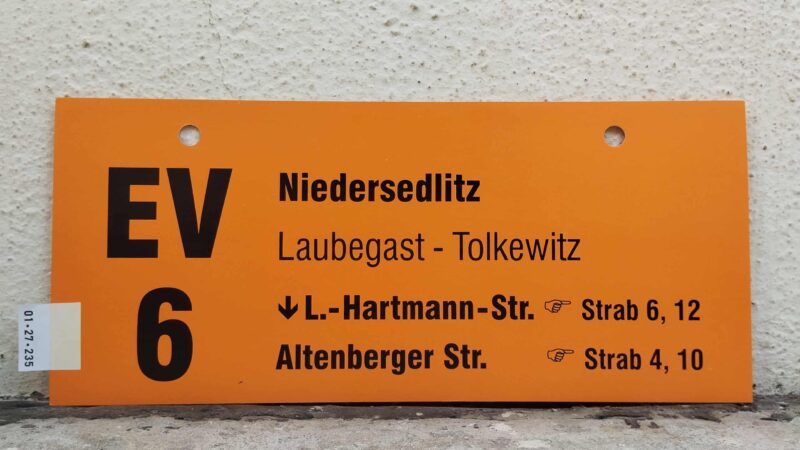 EV
6
Niedersedlitz
Laubegast - Tolkewitz
↓ L.-Hartmann-Str. ☞ Strab 6, 12
Altenberger Str. ☞ Strab 4, 10
01-27-235